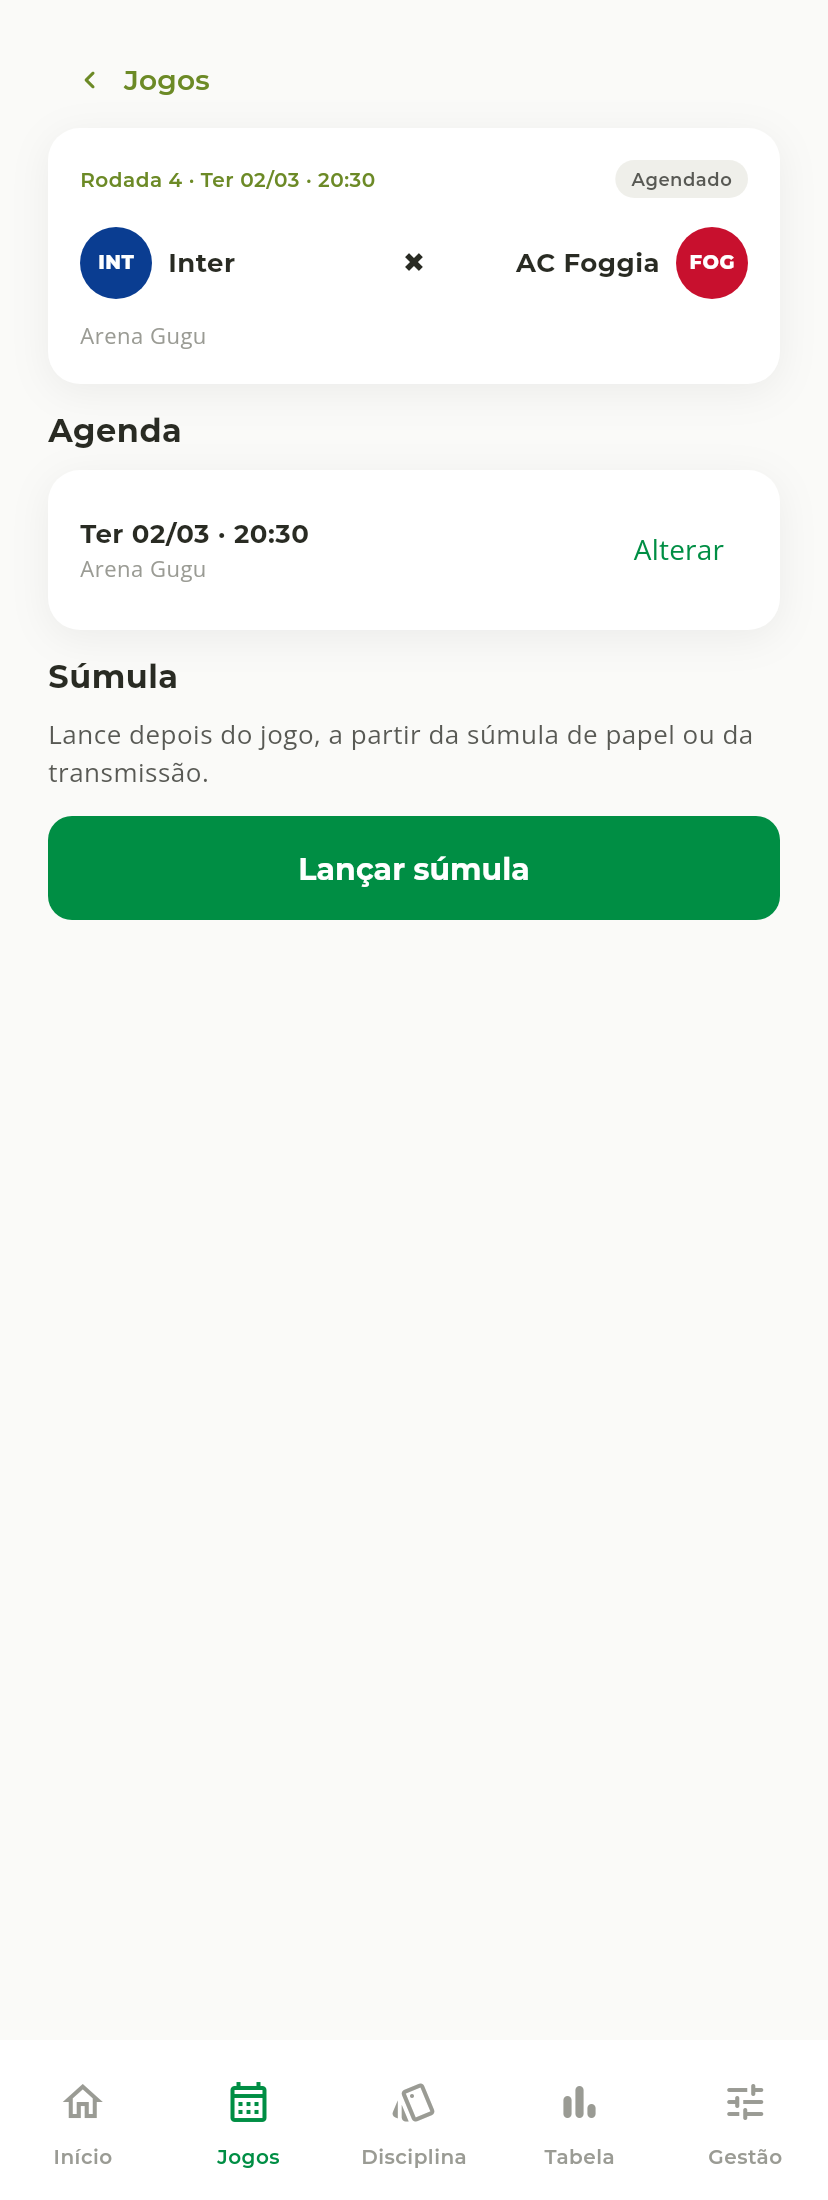 Jogos
Rodada 4 · Ter 02/03 · 20:30
Agendado
INT
Inter
✖
AC Foggia
FOG
Arena Gugu
Agenda
Ter 02/03 · 20:30
Arena Gugu
Alterar
Súmula
Lance depois do jogo, a partir da súmula de papel ou da
transmissão.
Lançar súmula
Início
Jogos
Disciplina
Tabela
Gestão